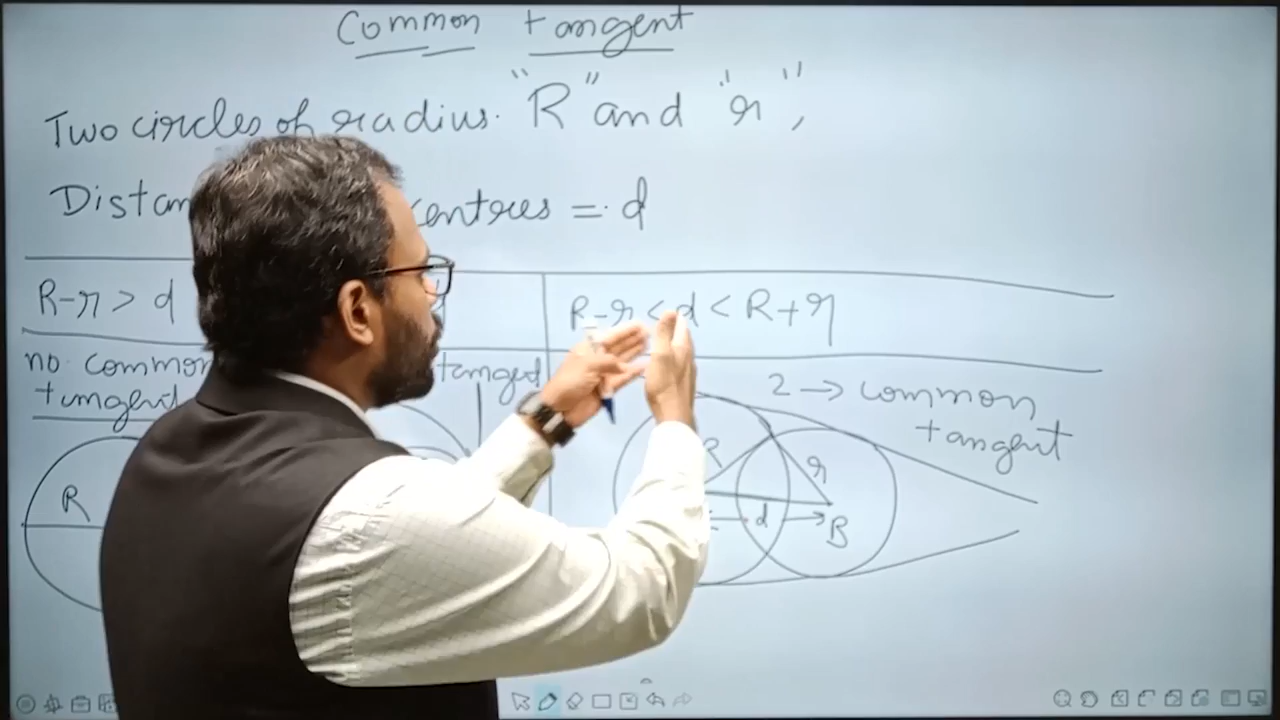 Common tangent
Two circles of radius. "R" and "r",
Distan centres = d
R-r > d
R-r < d < R+r
no common
tangent
tangent
2 → common
tangent
R
R
r
d
B